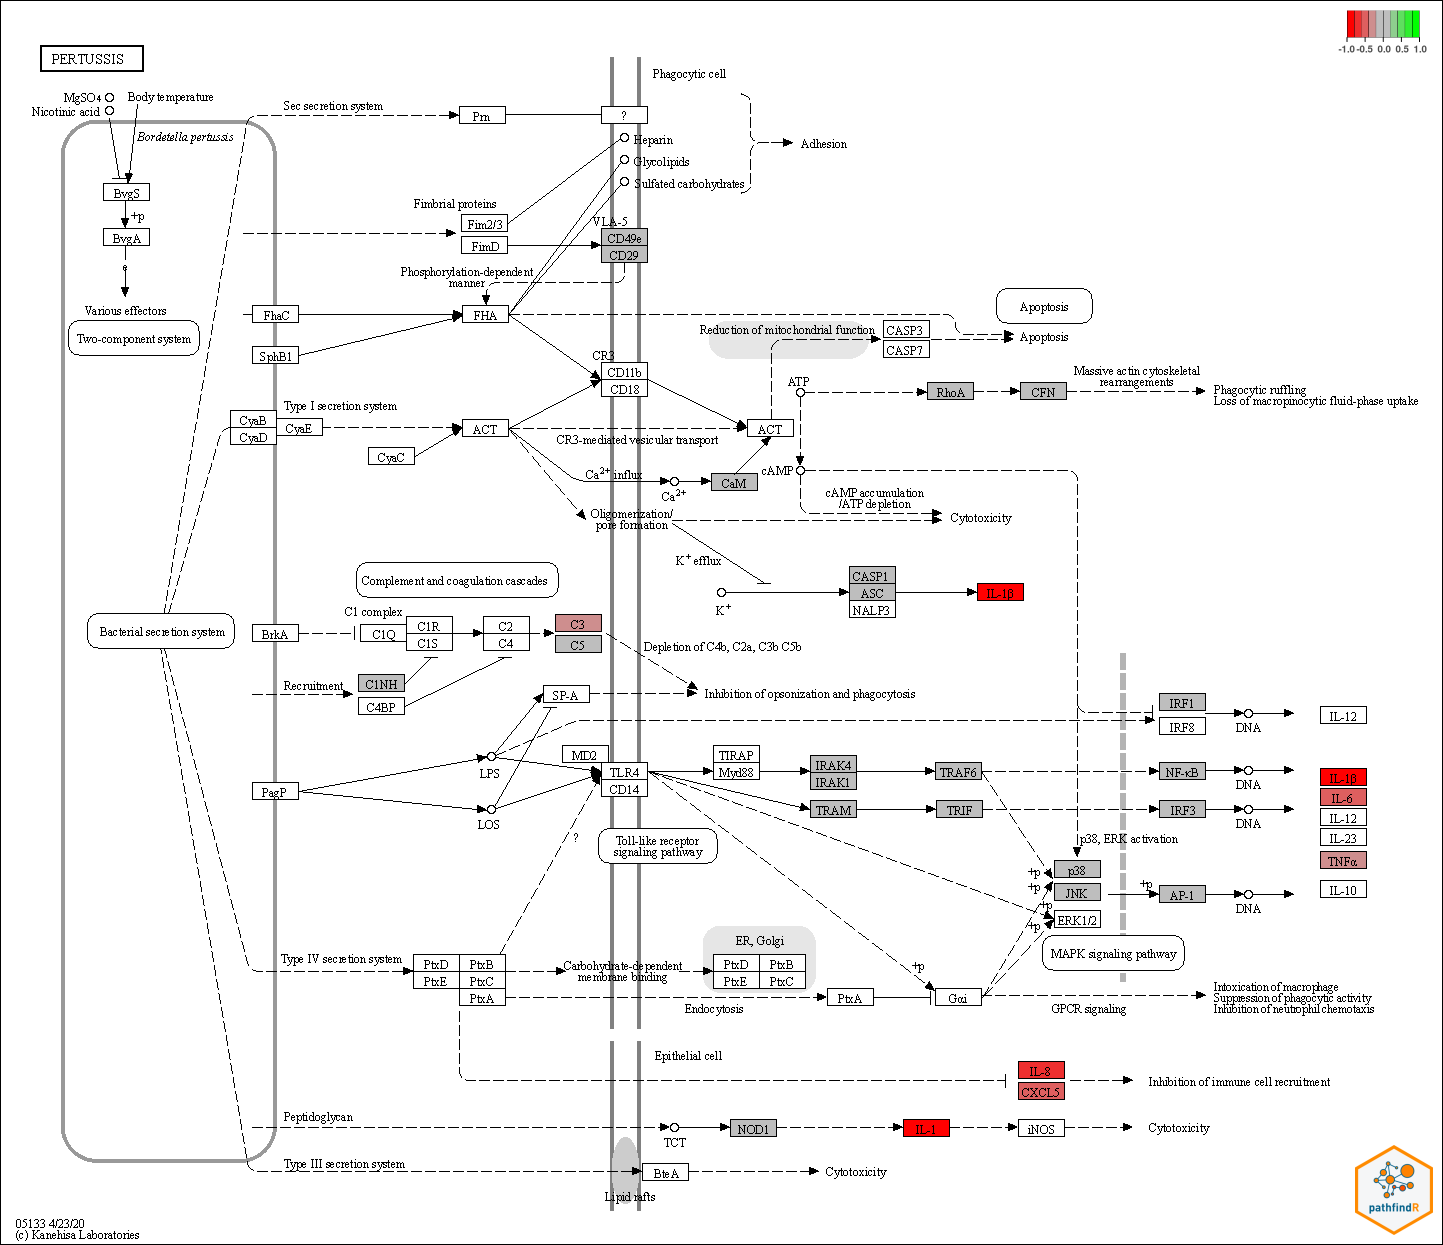 -1.0 -0.5 0.0 0.5 1.0
PERTUSSIS
Phagocytic cell
MgSO4
Body temperature
Nicotinic acid
Sec secretion system
Prn
?
Bordetella pertussis
Heparin
Adhesion
Glycolipids
Sulfated carbohydrates
BvgS
+p
Fimbrial proteins
Fim2/3
VLA-5
BvgA
FimD
CD49e
CD29
e
Phosphorylation-dependent
manner
Various effectors
FhaC
FHA
Apoptosis
Two-component system
Reduction of mitochondrial function
CASP3
Apoptosis
SphB1
CR3
CASP7
CD11b
CD18
ATP
RhoA
CFN
Massive actin cytoskeletal
rearrangements
Phagocytic ruffling
Loss of macropinocytic fluid-phase uptake
Type I secretion system
CyaB
CyaE
CyaD
ACT
ACT
CR3-mediated vesicular transport
CyaC
Ca2+ influx
Ca2+
CaM
cAMP
cAMP accumulation
/ATP depletion
Oligomerization/
pore formation
Cytotoxicity
K+ efflux
Complement and coagulation cascades
CASP1
ASC
NALP3
IL-1β
K+
C1 complex
Bacterial secretion system
BrkA
C1Q
C1R
C1S
C2
C4
C3
C5
Depletion of C4b, C2a, C3b C5b
Recruitment
C1NH
C4BP
SP-A
Inhibition of opsonization and phagocytosis
IRF1
IRF8
DNA
IL-12
LPS
MD2
TLR4
CD14
TIRAP
Myd88
IRAK4
IRAK1
TRAF6
NF-κB
DNA
IL-1β
IL-6
PagP
LOS
TRAM
TRIF
IRF3
DNA
IL-12
IL-23
?
Toll-like receptor
signaling pathway
p38, ERK activation
TNFα
+p
p38
+p
JNK
+p
AP-1
DNA
IL-10
+p
ERK1/2
+p
Type IV secretion system
PtxD
PtxB
PtxE
PtxC
PtxA
Carbohydrate-dependent
membrane binding
ER, Golgi
PtxD
PtxB
PtxE
PtxC
+p
MAPK signaling pathway
Endocytosis
PtxA
Gαi
GPCR signaling
Intoxication of macrophage
Suppression of phagocytic activity
Inhibition of neutrophil chemotaxis
Epithelial cell
IL-8
CXCL5
Inhibition of immune cell recruitment
Peptidoglycan
TCT
NOD1
IL-1
iNOS
Cytotoxicity
Type III secretion system
BteA
Cytotoxicity
Lipid rafts
pathfindR
05133 4/23/20
(c) Kanehisa Laboratories